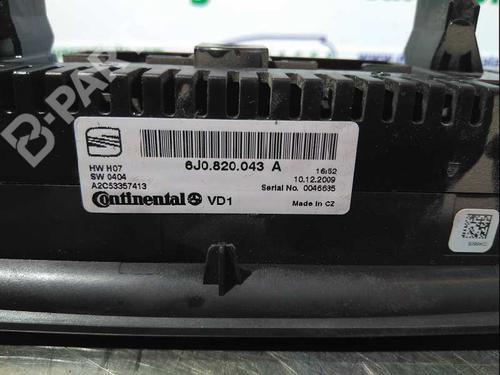 B-PARTS
6J0.820.043 A
HW H07
SW 0404
A2C53357413
16:52
10.12.2009
Serial No. 0046635
Continental VD1
Made in CZ